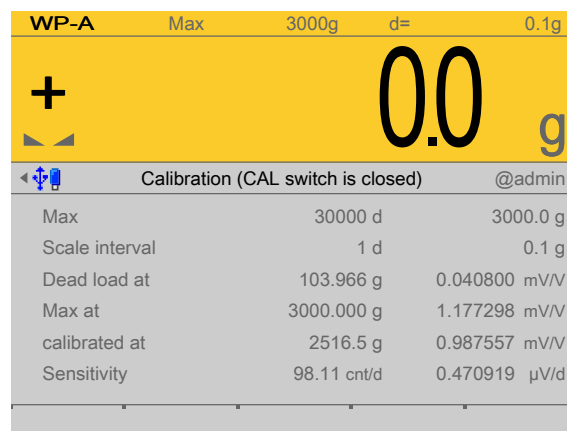 WP-A Max 3000g d= 0.1g
+ 0.0 g
Calibration (CAL switch is closed) @admin
Max 30000 d 3000.0 g
Scale interval 1 d 0.1 g
Dead load at 103.966 g 0.040800 mV/V
Max at 3000.000 g 1.177298 mV/V
calibrated at 2516.5 g 0.987557 mV/V
Sensitivity 98.11 cnt/d 0.470919 µV/d